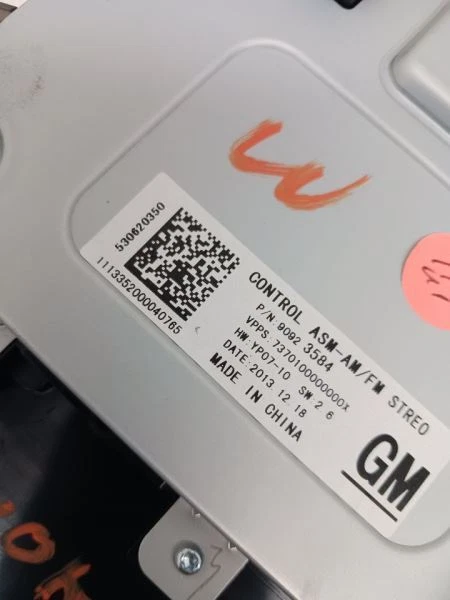 530620350
1113352000040765
CONTROL ASM-AM/FM STREO
P/N:9092 3584
VPPS:7370100000000X
HW:YP07-10 SW 2 6
DATE:2013 12 18
MADE IN CHINA
GM